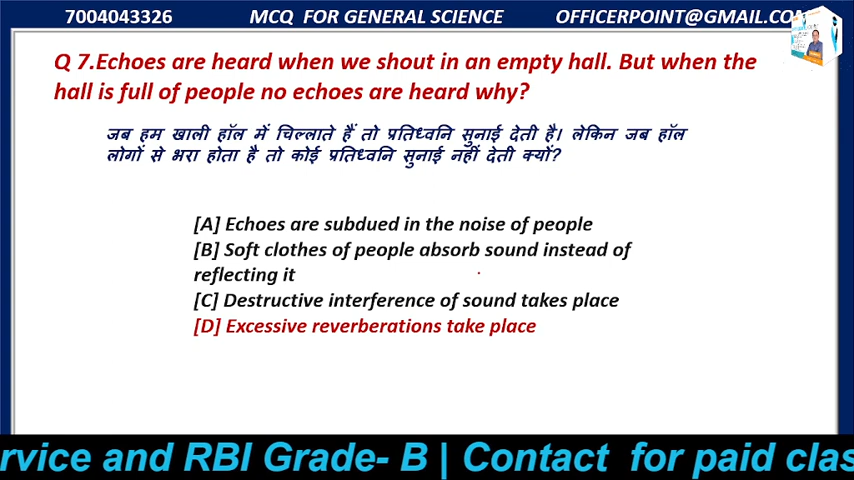 7004043326 MCQ FOR GENERAL SCIENCE OFFICERPOINT@GMAIL.COM
Q 7.Echoes are heard when we shout in an empty hall. But when the
hall is full of people no echoes are heard why?
जब हम खाली हॉल में चिल्लाते हैं तो प्रतिध्वनि सुनाई देती है। लेकिन जब हॉल
लोगों से भरा होता है तो कोई प्रतिध्वनि सुनाई नहीं देती क्यों?
[A] Echoes are subdued in the noise of people
[B] Soft clothes of people absorb sound instead of
reflecting it
[C] Destructive interference of sound takes place
[D] Excessive reverberations take place
rvice and RBI Grade- B | Contact for paid clas